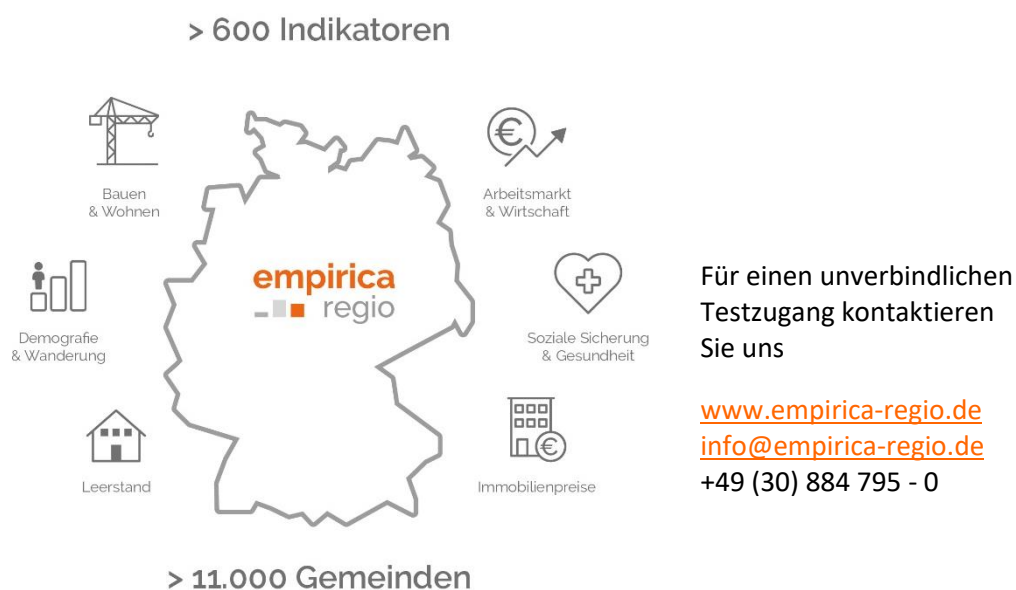 > 600 Indikatoren
Bauen
& Wohnen
Arbeitsmarkt
& Wirtschaft
empirica
regio
Demografie
& Wanderung
Soziale Sicherung
& Gesundheit
Leerstand
Immobilienpreise
> 11.000 Gemeinden
Für einen unverbindlichen
Testzugang kontaktieren
Sie uns
www.empirica-regio.de
info@empirica-regio.de
+49 (30) 884 795 - 0